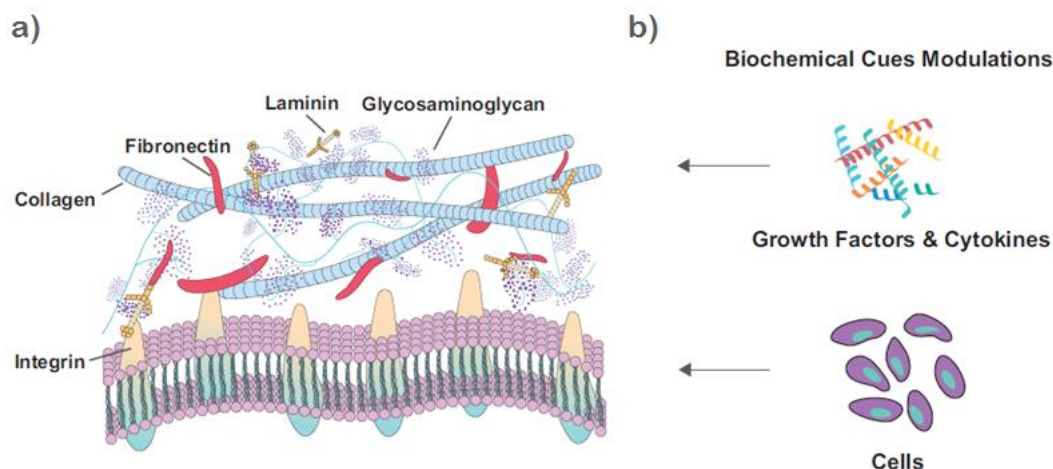 a)
Laminin
Glycosaminoglycan
Fibronectin
Collagen
Integrin
b)
Biochemical Cues Modulations
Growth Factors & Cytokines
Cells